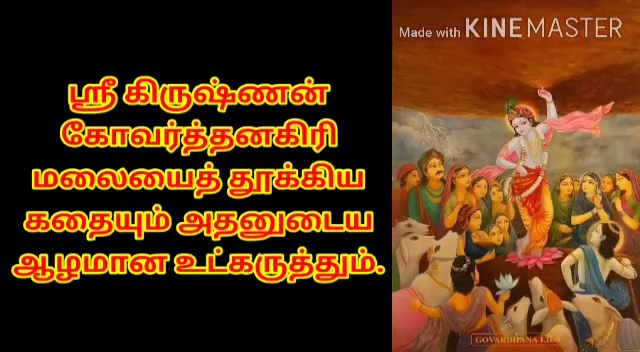 Made with KINEMASTER
ஸ்ரீ கிருஷ்ணன்
கோவர்த்தனகிரி
மலையைத் தூக்கிய
கதையும் அதனுடைய
ஆழமான உட்கருத்தும்.